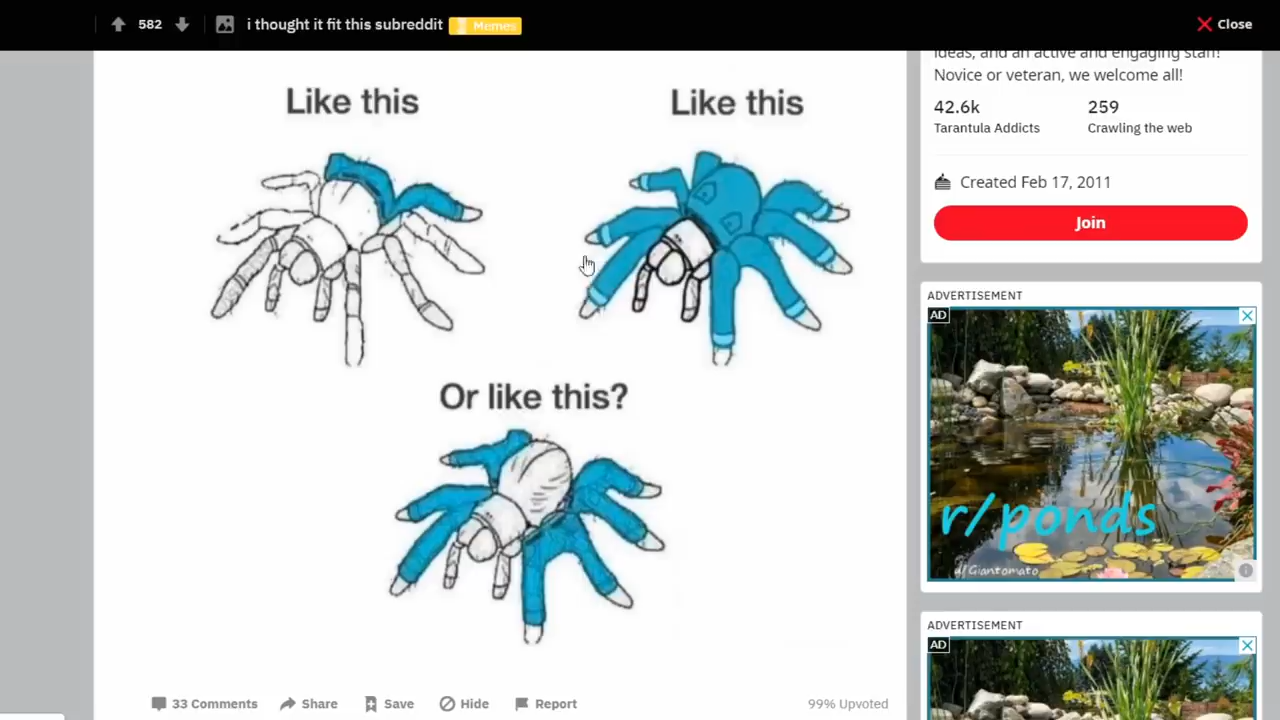 582
i thought it fit this subreddit
Memes
Close
Like this
Like this
Or like this?
33 Comments
Share
Save
Hide
Report
99% Upvoted
ideas, and an active and engaging staff!
Novice or veteran, we welcome all!
42.6k
259
Tarantula Addicts
Crawling the web
Created Feb 17, 2011
Join
ADVERTISEMENT
AD
r/ponds
u/Giantomato
ADVERTISEMENT
AD